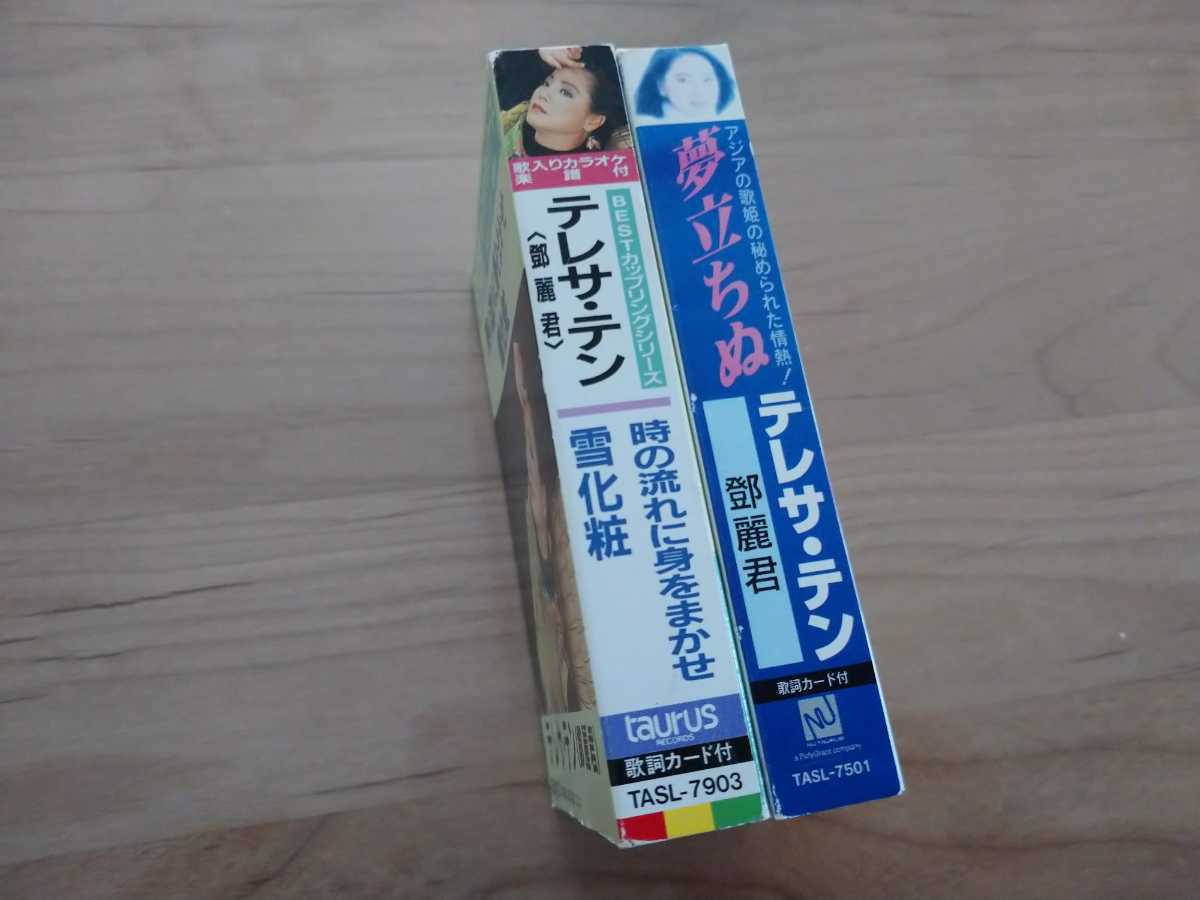 歌入りカラオケ
楽譜付
BESTカップリングシリーズ
テレサ・テン
〈鄧麗君〉
時の流れに身をまかせ
雪化粧
taurus
RECORDS
歌詞カード付
TASL-7903
アジアの歌姫の秘められた情熱!
夢立ちぬ
テレサ・テン
鄧麗君
歌詞カード付
NU TAURUS
a PolyGram company
TASL-7501